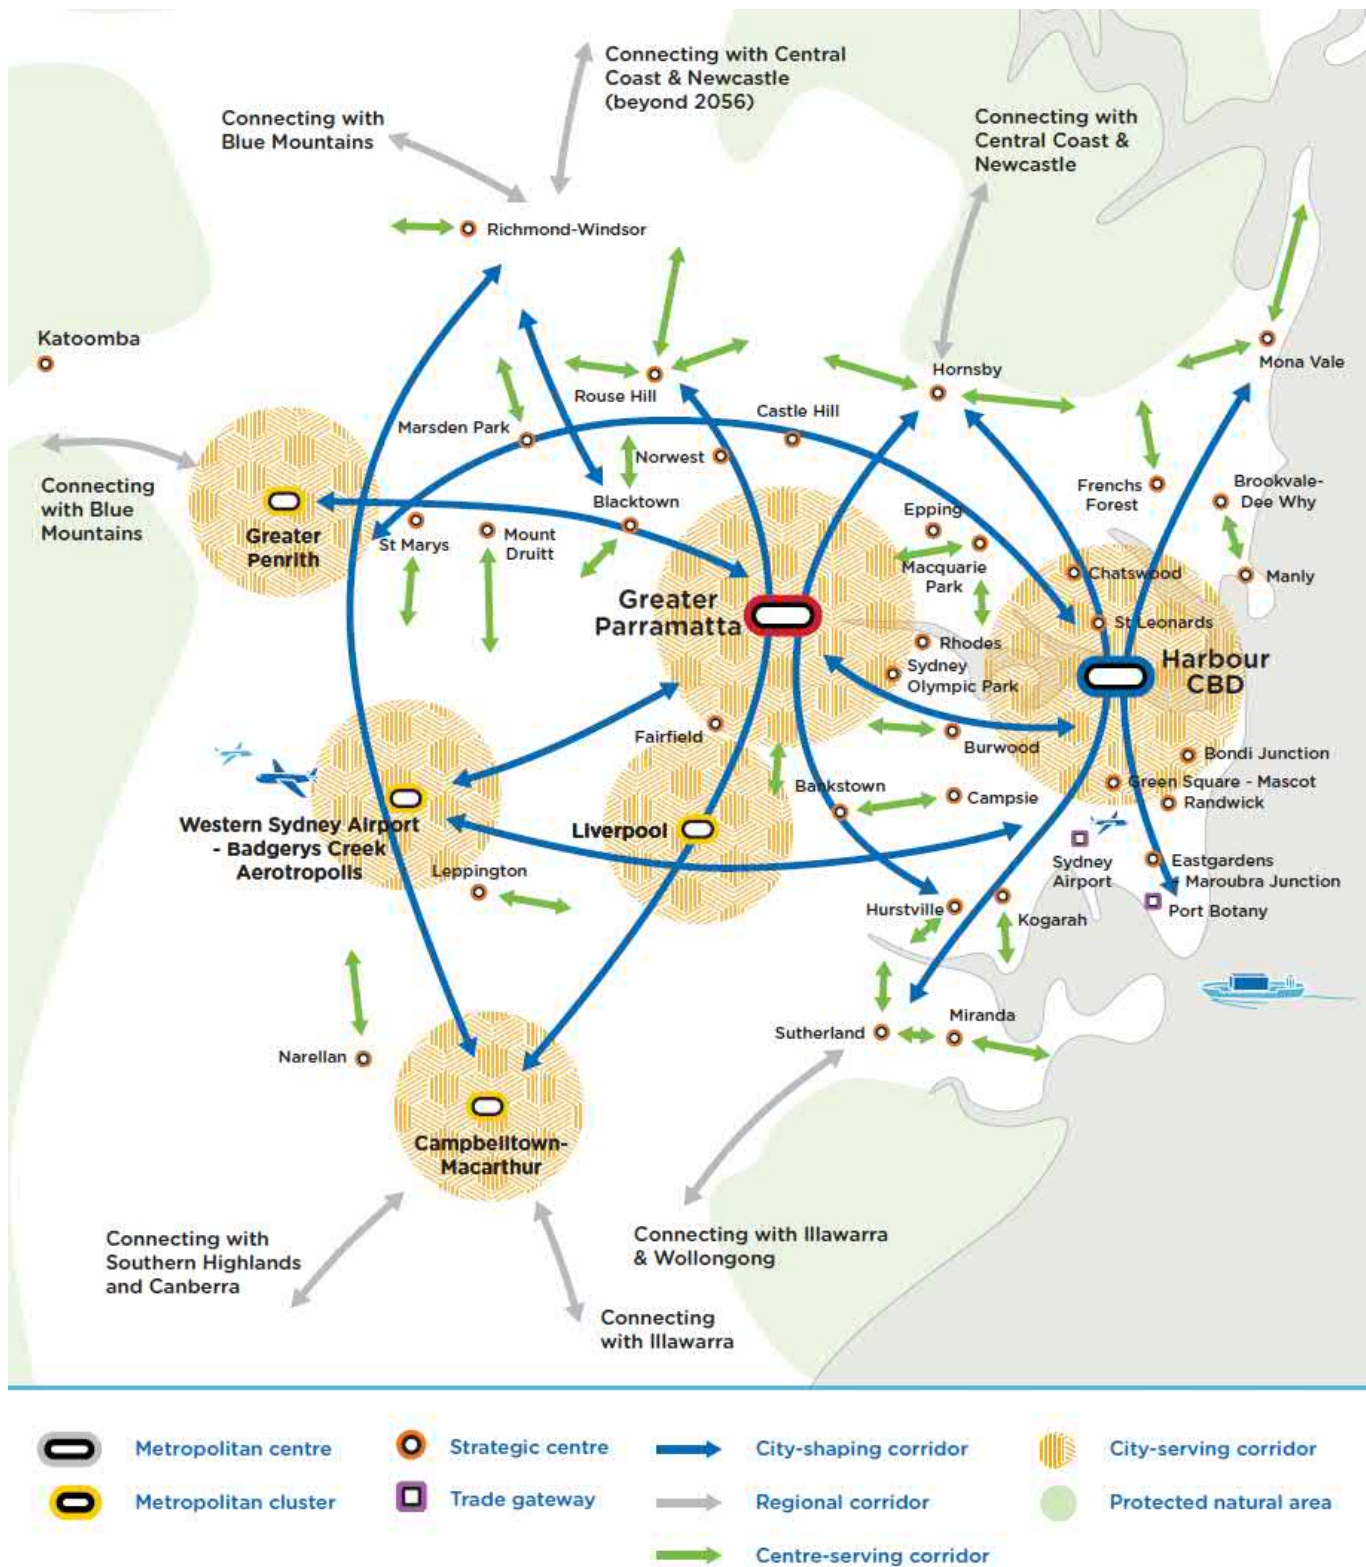 Connecting with Central
Coast & Newcastle
(beyond 2056)
Connecting with
Blue Mountains
Connecting with
Central Coast &
Newcastle
Richmond-Windsor
Katoomba
Mona Vale
Hornsby
Rouse Hill
Castle Hill
Marsden Park
Norwest
Connecting
with Blue
Mountains
Blacktown
Frenchs
Forest
Brookvale-
Dee Why
Greater
Penrith
St Marys
Mount
Druitt
Epping
Macquarie
Park
Chatswood
Manly
Greater
Parramatta
St Leonards
Rhodes
Sydney
Olympic Park
Harbour
CBD
Fairfield
Burwood
Bondi Junction
Bankstown
Campsie
Green Square - Mascot
Randwick
Western Sydney Airport
- Badgerys Creek
Aerotropolis
Liverpool
Leppington
Sydney
Airport
Eastgardens
- Maroubra Junction
Hurstville
Kogarah
Port Botany
Narellan
Sutherland
Miranda
Campbelltown-
Macarthur
Connecting with
Southern Highlands
and Canberra
Connecting with Illawarra
& Wollongong
Connecting
with Illawarra
Metropolitan centre
Strategic centre
City-shaping corridor
City-serving corridor
Metropolitan cluster
Trade gateway
Regional corridor
Protected natural area
Centre-serving corridor